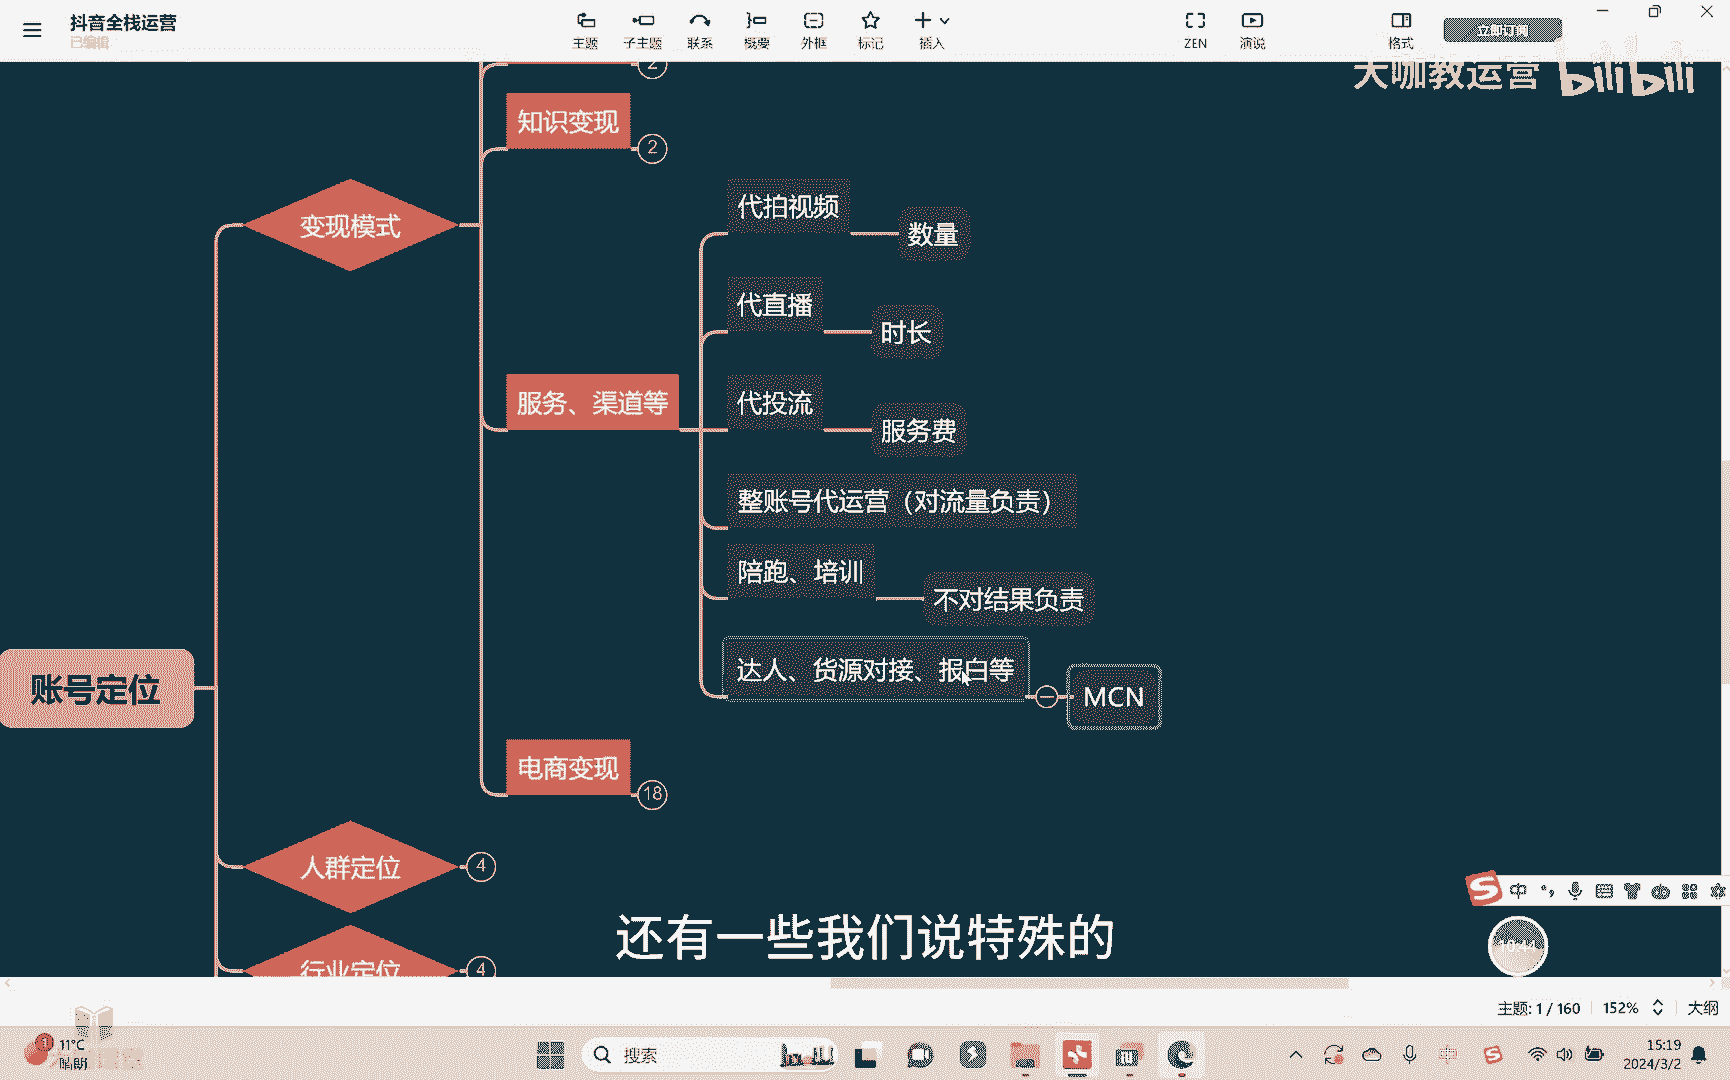 抖音全栈运营
已编辑
主题 子主题 联系 概要 外框 标记 插入 ZEN 演说 格式 立即订阅
大咖教运营 bilibili
2
知识变现
2
变现模式
代拍视频
数量
代直播
时长
服务、渠道等
代投流
服务费
整账号代运营（对流量负责）
陪跑、培训
不对结果负责
达人、货源对接、报白等
MCN
账号定位
电商变现
18
人群定位
4
行业定位
4
中
还有一些我们说特殊的
主题: 1 / 160 152% 大纲
1
11°C
晴朗
搜索
中
15:19
2024/3/2